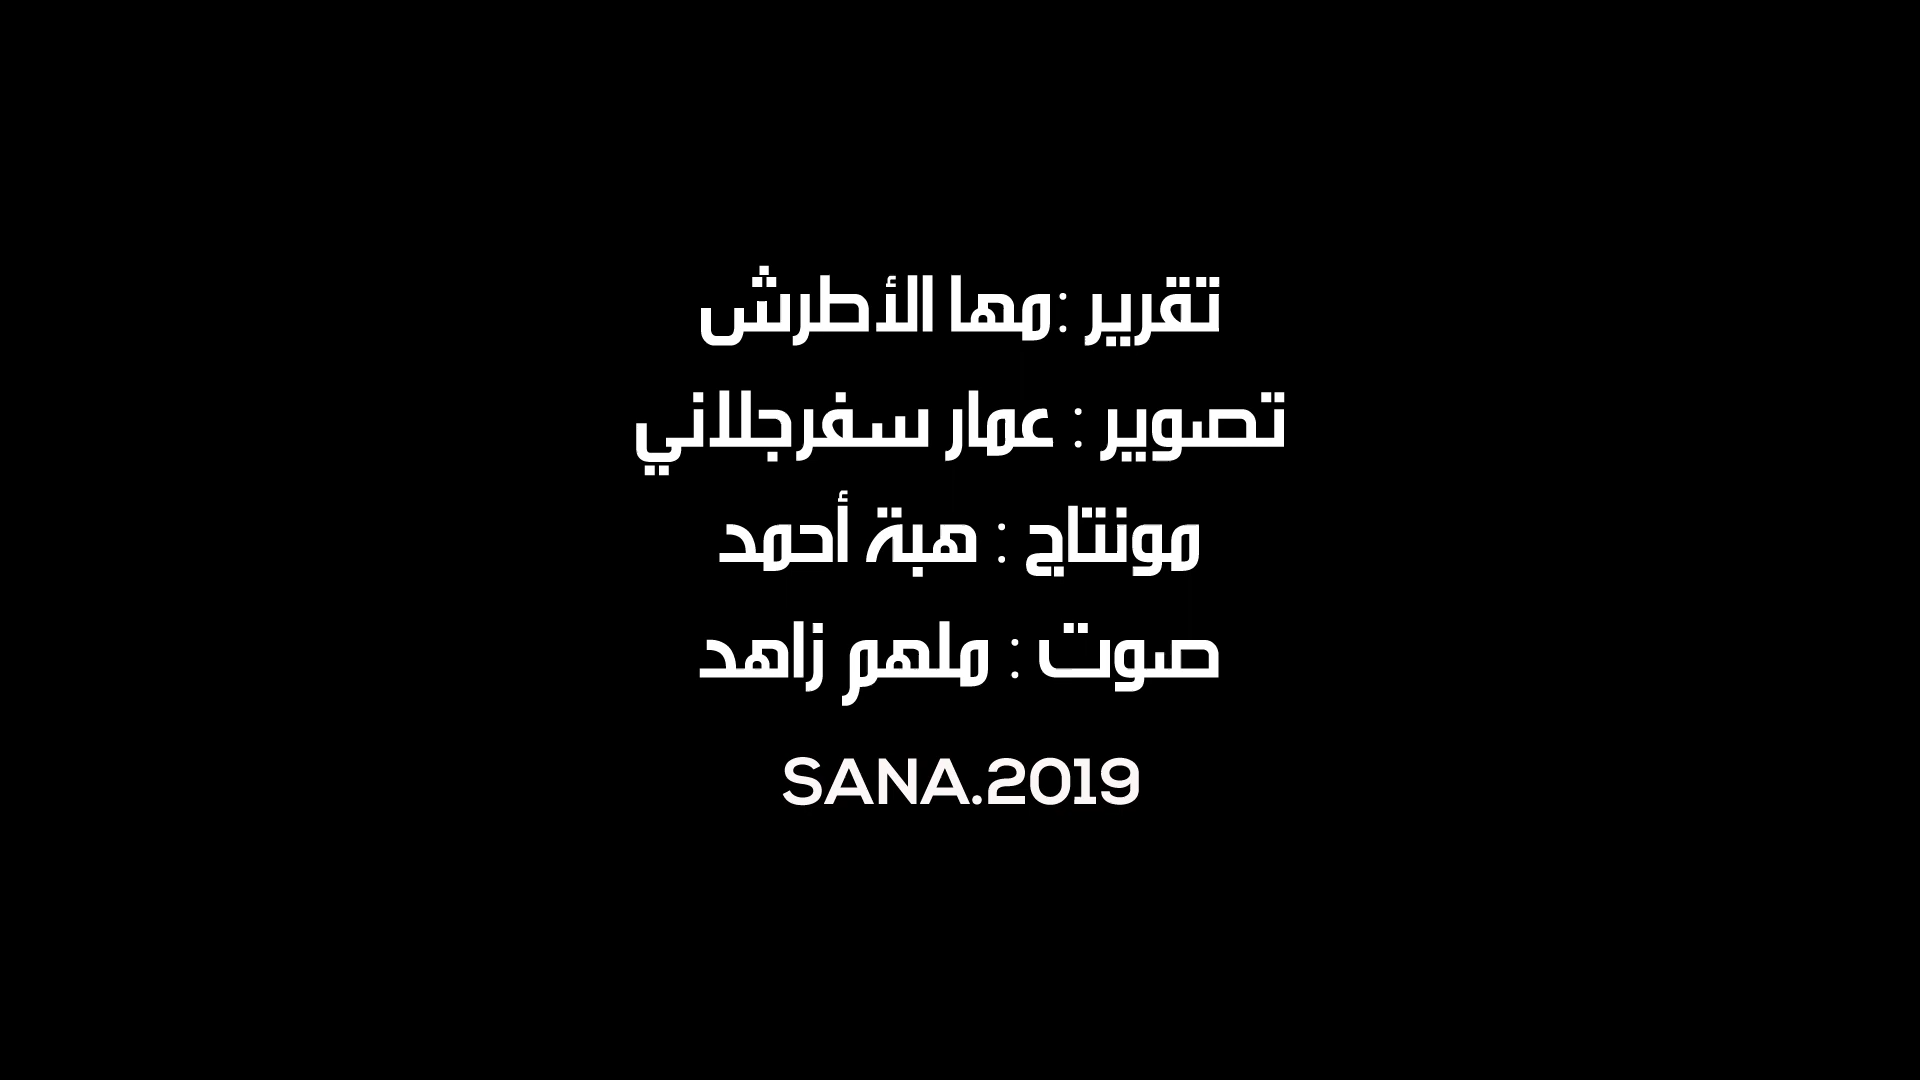 تقرير :مها الأطرش
تصوير : عمار سفرجلاني
مونتاج : هبة أحمد
صوت : ملهم زاهد
SANA.2019